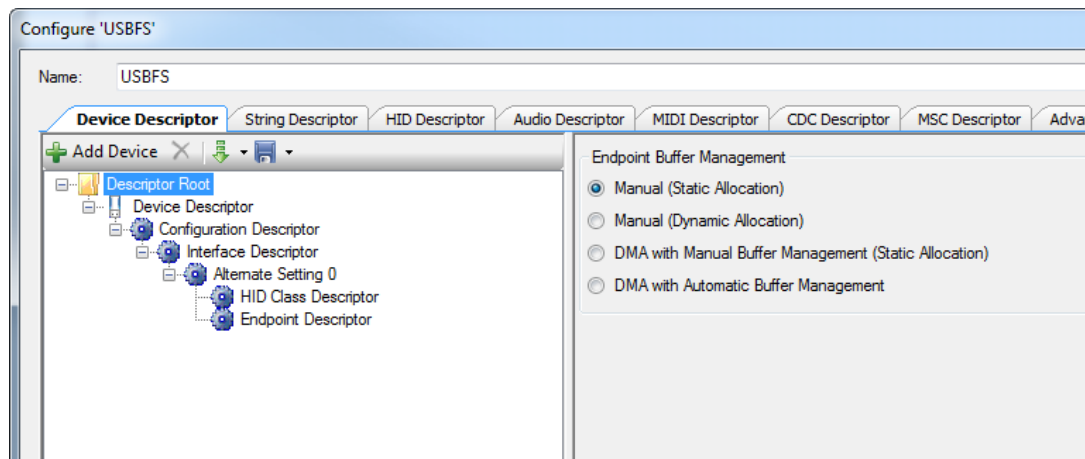 Configure 'USBFS'
Name: USBFS
Device Descriptor String Descriptor HID Descriptor Audio Descriptor MIDI Descriptor CDC Descriptor MSC Descriptor Adva
Add Device
Descriptor Root
Device Descriptor
Configuration Descriptor
Interface Descriptor
Alternate Setting 0
HID Class Descriptor
Endpoint Descriptor
Endpoint Buffer Management
Manual (Static Allocation)
Manual (Dynamic Allocation)
DMA with Manual Buffer Management (Static Allocation)
DMA with Automatic Buffer Management